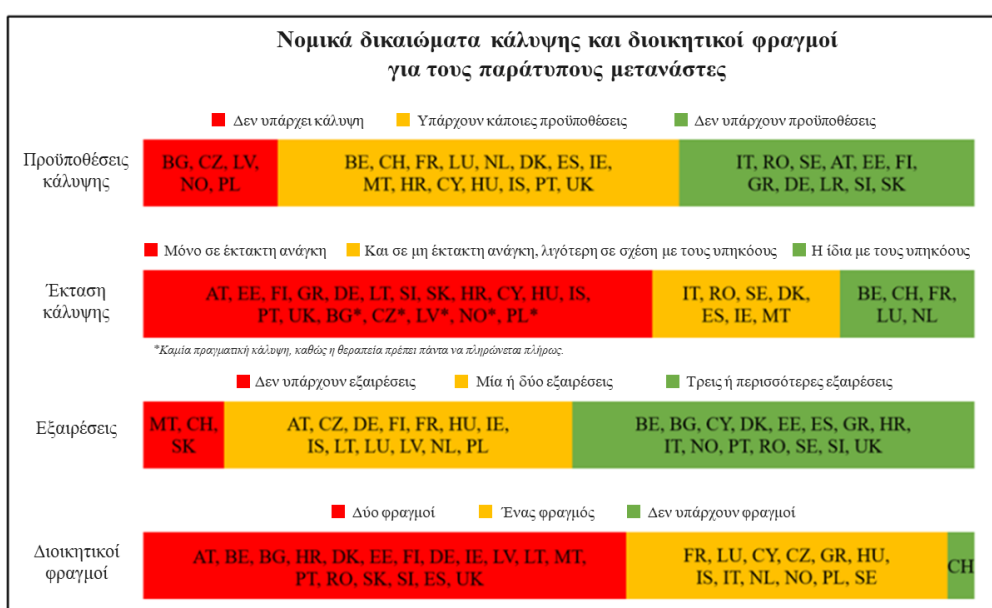 Νομικά δικαιώματα κάλυψης και διοικητικοί φραγμοί
για τους παράτυπους μετανάστες
Δεν υπάρχει κάλυψη
Υπάρχουν κάποιες προϋποθέσεις
Δεν υπάρχουν προϋποθέσεις
Προϋποθέσεις
κάλυψης
BG, CZ, LV,
NO, PL
BE, CH, FR, LU, NL, DK, ES, IE,
MT, HR, CY, HU, IS, PT, UK
IT, RO, SE, AT, EE, FI,
GR, DE, LR, SI, SK
Μόνο σε έκτακτη ανάγκη
Και σε μη έκτακτη ανάγκη, λιγότερη σε σχέση με τους υπηκόους
Η ίδια με τους υπηκόους
Έκταση
κάλυψης
AT, EE, FI, GR, DE, LT, SI, SK, HR, CY, HU, IS,
PT, UK, BG*, CZ*, LV*, NO*, PL*
IT, RO, SE, DK,
ES, IE, MT
BE, CH, FR,
LU, NL
*Καμία πραγματική κάλυψη, καθώς η θεραπεία πρέπει πάντα να πληρώνεται πλήρως.
Δεν υπάρχουν εξαιρέσεις
Μία ή δύο εξαιρέσεις
Τρεις ή περισσότερες εξαιρέσεις
Εξαιρέσεις
MT, CH,
SK
AT, CZ, DE, FI, FR, HU, IE,
IS, LT, LU, LV, NL, PL
BE, BG, CY, DK, EE, ES, GR, HR,
IT, NO, PT, RO, SE, SI, UK
Δύο φραγμοί
Ένας φραγμός
Δεν υπάρχουν φραγμοί
Διοικητικοί
φραγμοί
AT, BE, BG, HR, DK, EE, FI, DE, IE, LV, LT, MT,
PT, RO, SK, SI, ES, UK
FR, LU, CY, CZ, GR, HU,
IS, IT, NL, NO, PL, SE
CH